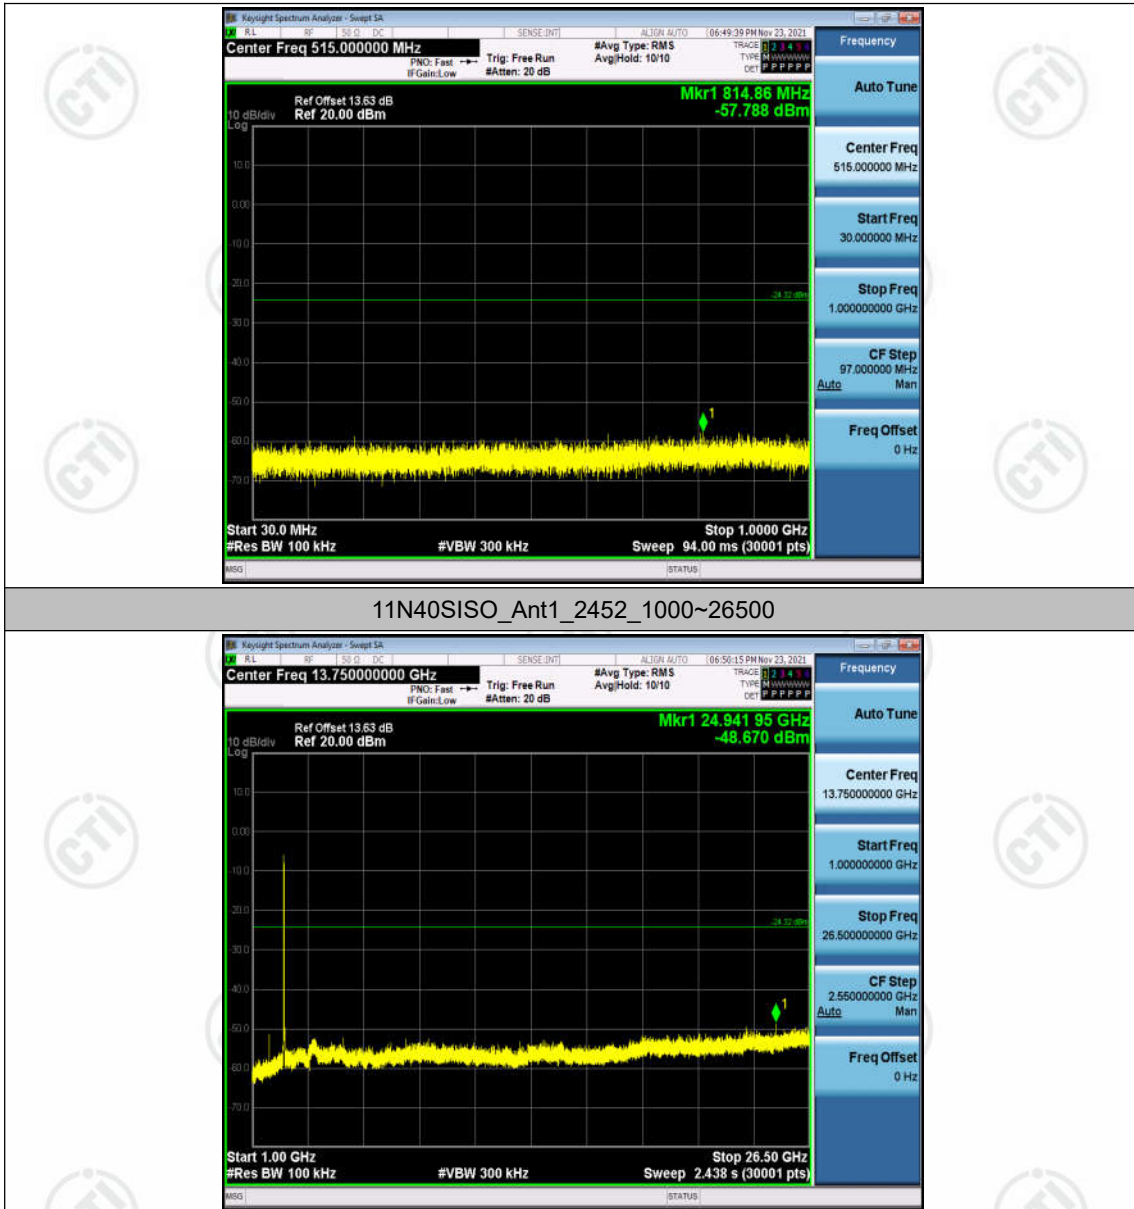 Keysight Spectrum Analyzer - Swept SA
RL RF 50 Ω DC SENSE:INT ALIGN AUTO 06:49:39 PM Nov 23, 2021
Center Freq 515.000000 MHz
PNO: Fast
IFGain:Low
Trig: Free Run
#Atten: 20 dB
#Avg Type: RMS
Avg|Hold: 10/10
TRACE 1 2 3 4 5 6
TYPE M W W W W W
DET P P P P P P
Mkr1 814.86 MHz
-57.788 dBm
Ref Offset 13.63 dB
10 dB/div Ref 20.00 dBm
Log
10.0
0.00
-10.0
-20.0
-24.32 dBm
-30.0
-40.0
-50.0
1
-60.0
-70.0
Start 30.0 MHz Stop 1.0000 GHz
#Res BW 100 kHz #VBW 300 kHz Sweep 94.00 ms (30001 pts)
MSG STATUS
Frequency
Auto Tune
Center Freq
515.000000 MHz
Start Freq
30.000000 MHz
Stop Freq
1.000000000 GHz
CF Step
97.000000 MHz
Auto Man
Freq Offset
0 Hz
11N40SISO_Ant1_2452_1000~26500
Keysight Spectrum Analyzer - Swept SA
RL RF 50 Ω DC SENSE:INT ALIGN AUTO 06:50:15 PM Nov 23, 2021
Center Freq 13.750000000 GHz
PNO: Fast
IFGain:Low
Trig: Free Run
#Atten: 20 dB
#Avg Type: RMS
Avg|Hold: 10/10
TRACE 1 2 3 4 5 6
TYPE M W W W W W
DET P P P P P P
Mkr1 24.941 95 GHz
-48.670 dBm
Ref Offset 13.63 dB
10 dB/div Ref 20.00 dBm
Log
10.0
0.00
-10.0
-20.0
-24.32 dBm
-30.0
-40.0
1
-50.0
-60.0
-70.0
Start 1.00 GHz Stop 26.50 GHz
#Res BW 100 kHz #VBW 300 kHz Sweep 2.438 s (30001 pts)
MSG STATUS
Frequency
Auto Tune
Center Freq
13.750000000 GHz
Start Freq
1.000000000 GHz
Stop Freq
26.500000000 GHz
CF Step
2.550000000 GHz
Auto Man
Freq Offset
0 Hz
CTI
CTI
CTI
CTI
CTI
CTI